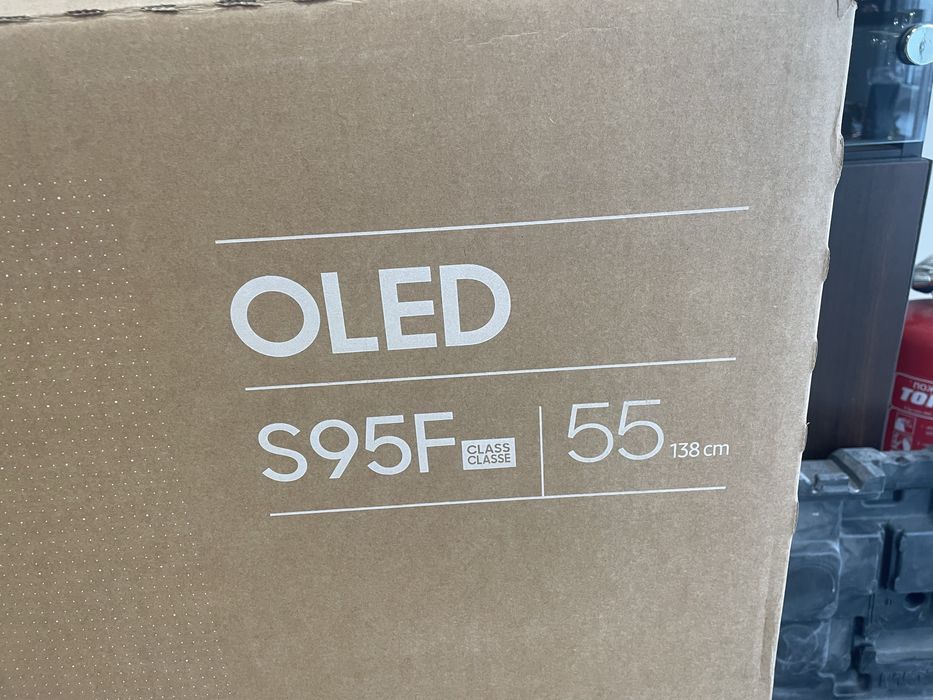 OLED
S95F CLASS CLASSE 55 138 cm